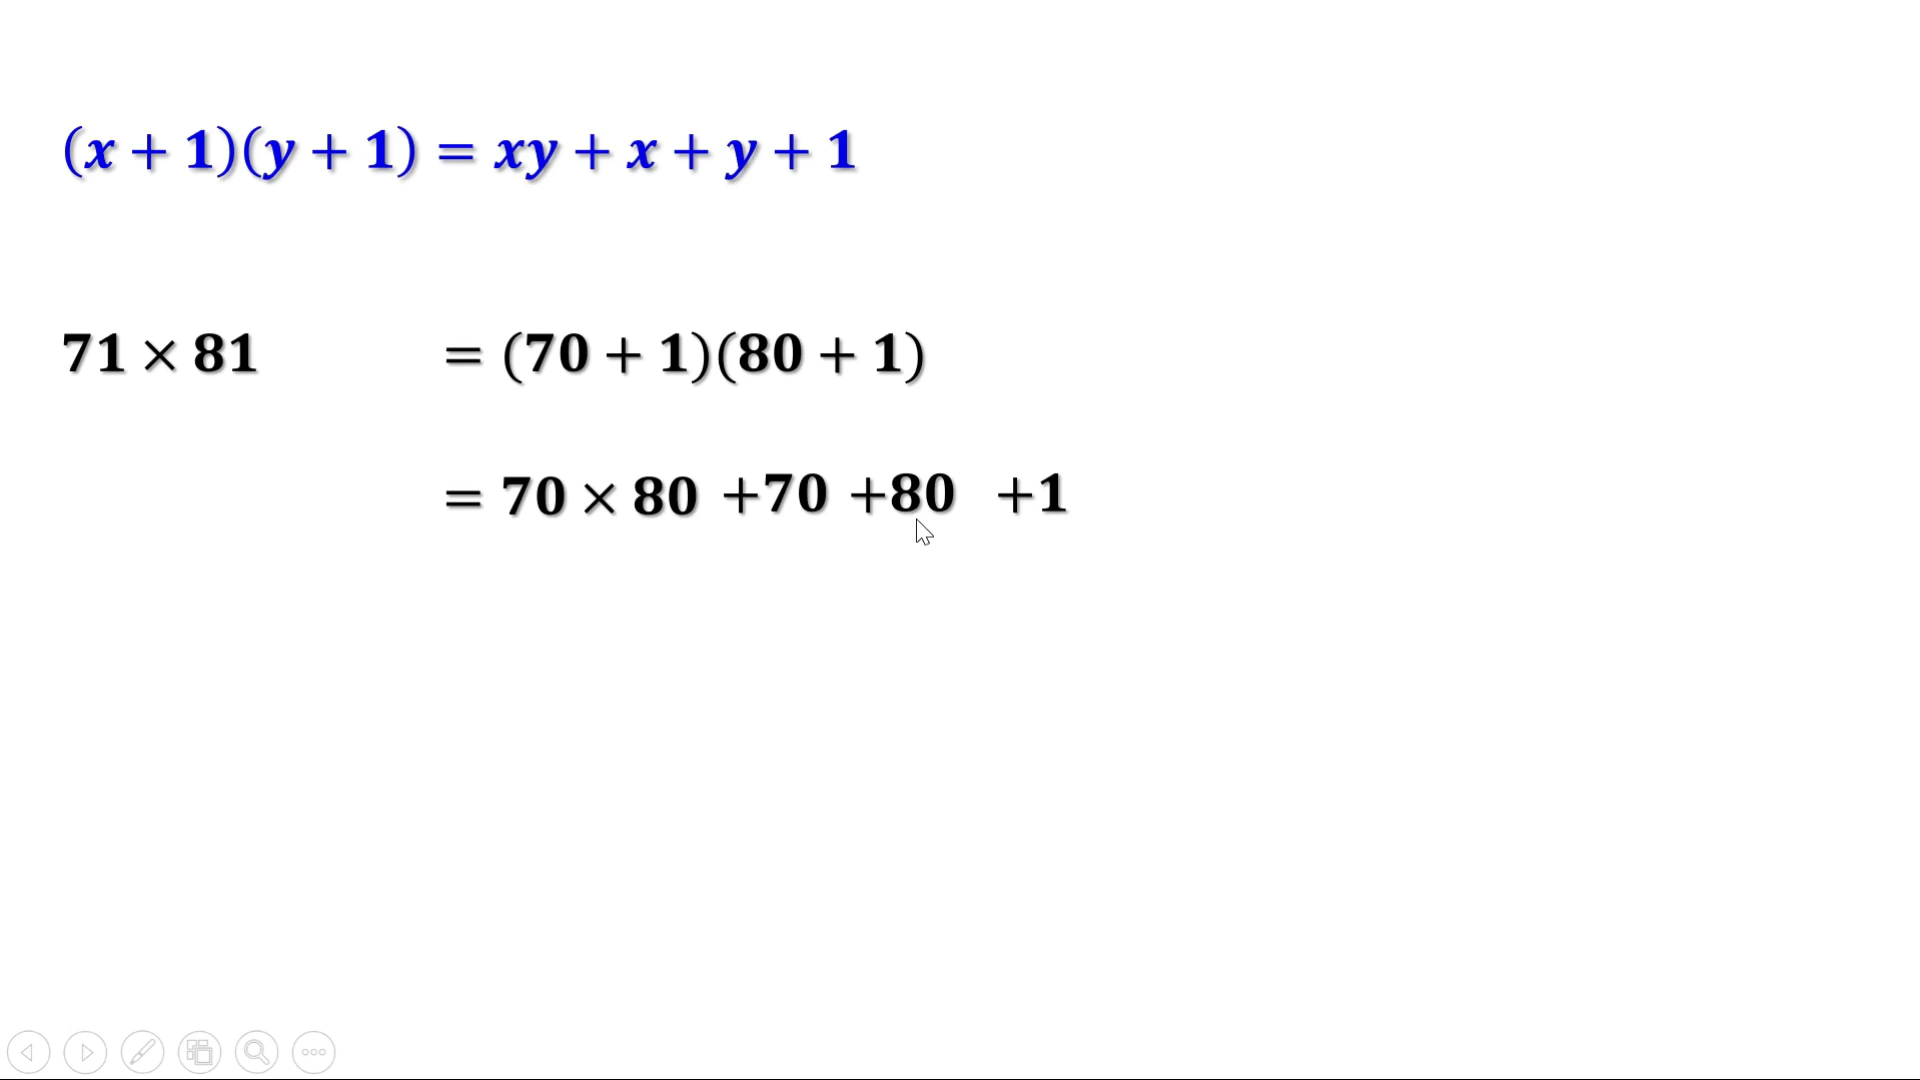 (x + 1)(y + 1) = xy + x + y + 1
71 × 81 = (70 + 1)(80 + 1)
= 70 × 80 +70 +80 +1